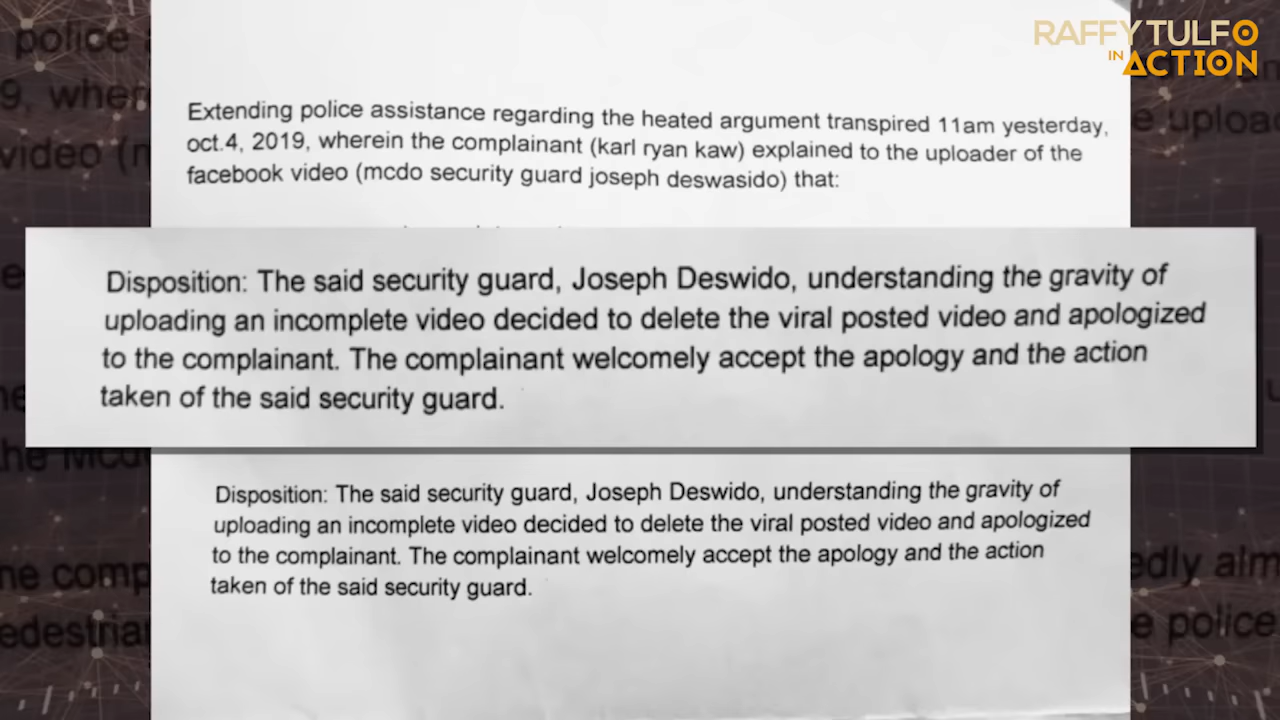 RAFFY TULFO
IN ACTION
Extending police assistance regarding the heated argument transpired 11am yesterday,
oct.4, 2019, wherein the complainant (karl ryan kaw) explained to the uploader of the
facebook video (mcdo security guard joseph deswasido) that:
Disposition: The said security guard, Joseph Deswido, understanding the gravity of
uploading an incomplete video decided to delete the viral posted video and apologized
to the complainant. The complainant welcomely accept the apology and the action
taken of the said security guard.
Disposition: The said security guard, Joseph Deswido, understanding the gravity of
uploading an incomplete video decided to delete the viral posted video and apologized
to the complainant. The complainant welcomely accept the apology and the action
taken of the said security guard.